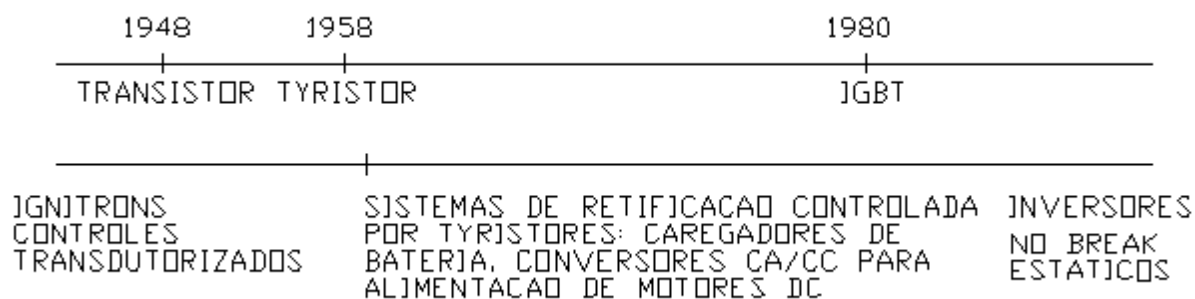 1948 1958 1980
TRANSISTOR TYRISTOR IGBT
IGNITRONS
CONTROLES
TRANSDUTORIZADOS
SISTEMAS DE RETIFICACAO CONTROLADA
POR TYRISTORES: CAREGADORES DE
BATERIA, CONVERSORES CA/CC PARA
ALIMENTACAO DE MOTORES DC
INVERSORES
NO BREAK
ESTATICOS